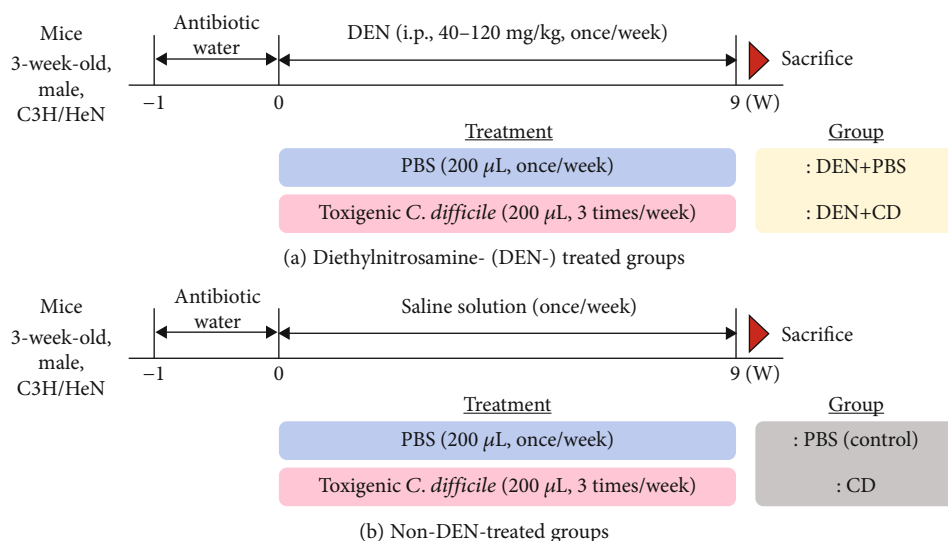 Mice
3-week-old,
male,
C3H/HeN
Antibiotic
water
DEN (i.p., 40–120 mg/kg, once/week)
Sacrifice
−1
0
9 (W)
Treatment
Group
PBS (200 μL, once/week)
: DEN+PBS
Toxigenic C. difficile (200 μL, 3 times/week)
: DEN+CD
(a) Diethylnitrosamine- (DEN-) treated groups
Mice
3-week-old,
male,
C3H/HeN
Antibiotic
water
Saline solution (once/week)
Sacrifice
−1
0
9 (W)
Treatment
Group
PBS (200 μL, once/week)
: PBS (control)
Toxigenic C. difficile (200 μL, 3 times/week)
: CD
(b) Non-DEN-treated groups